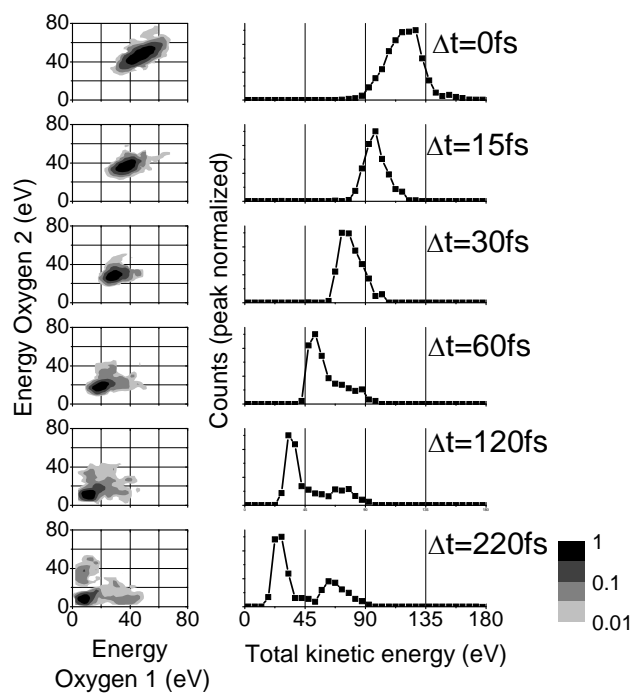 80
40
0
Δt=0fs
80
40
0
Δt=15fs
80
40
0
Δt=30fs
80
40
0
Δt=60fs
80
40
0
Δt=120fs
80
40
0
Δt=220fs
Energy Oxygen 2 (eV)
Counts (peak normalized)
0 40 80
Energy
Oxygen 1 (eV)
0 45 90 135 180
Total kinetic energy (eV)
1
0.1
0.01